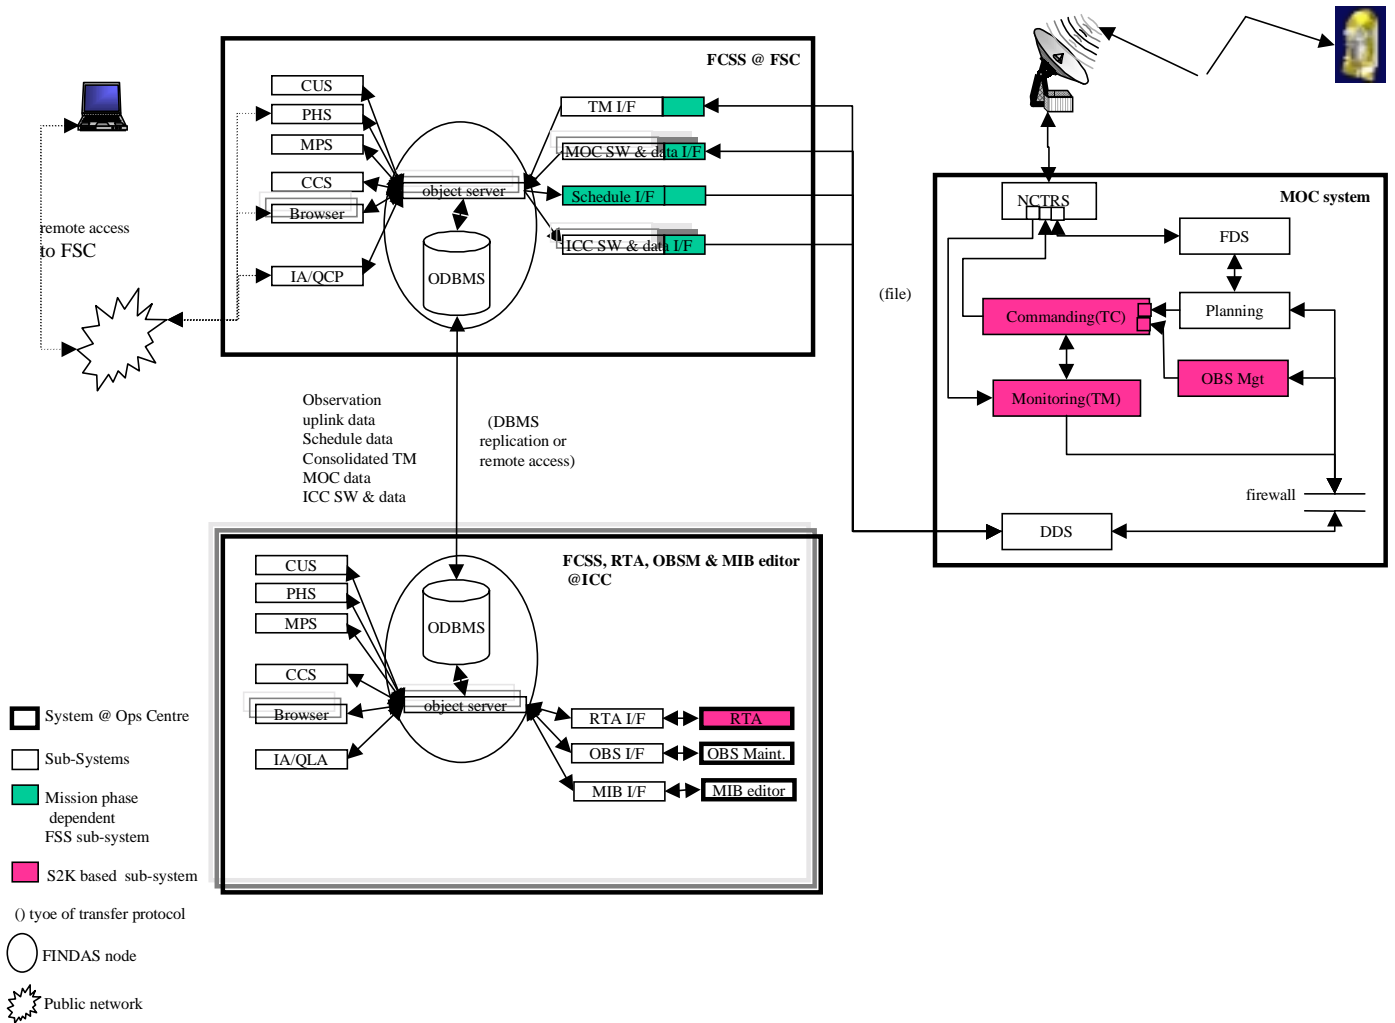 FCSS @ FSC
CUS
PHS
MPS
CCS
Browser
IA/QCP
object server
ODBMS
TM I/F
MOC SW & data I/F
Schedule I/F
ICC SW & data I/F
remote access
to FSC
(file)
MOC system
NCTRS
FDS
Planning
Commanding(TC)
OBS Mgt
Monitoring(TM)
firewall
DDS
Observation
uplink data
Schedule data
Consolidated TM
MOC data
ICC SW & data
(DBMS
replication or
remote access)
FCSS, RTA, OBSM & MIB editor
@ICC
CUS
PHS
MPS
CCS
Browser
IA/QLA
ODBMS
object server
RTA I/F
RTA
OBS I/F
OBS Maint.
MIB I/F
MIB editor
System @ Ops Centre
Sub-Systems
Mission phase
dependent
FSS sub-system
S2K based sub-system
() tyoe of transfer protocol
FINDAS node
Public network